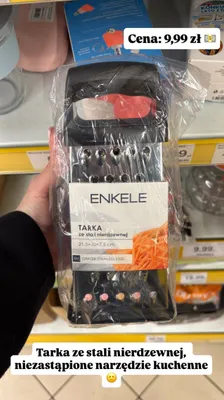 Cena: 9,99 zł 💵
ENKELE
TARKA
ze stali nierdzewnej
Tarka ze stali nierdzewnej,
niezastąpione narzędzie kuchenne